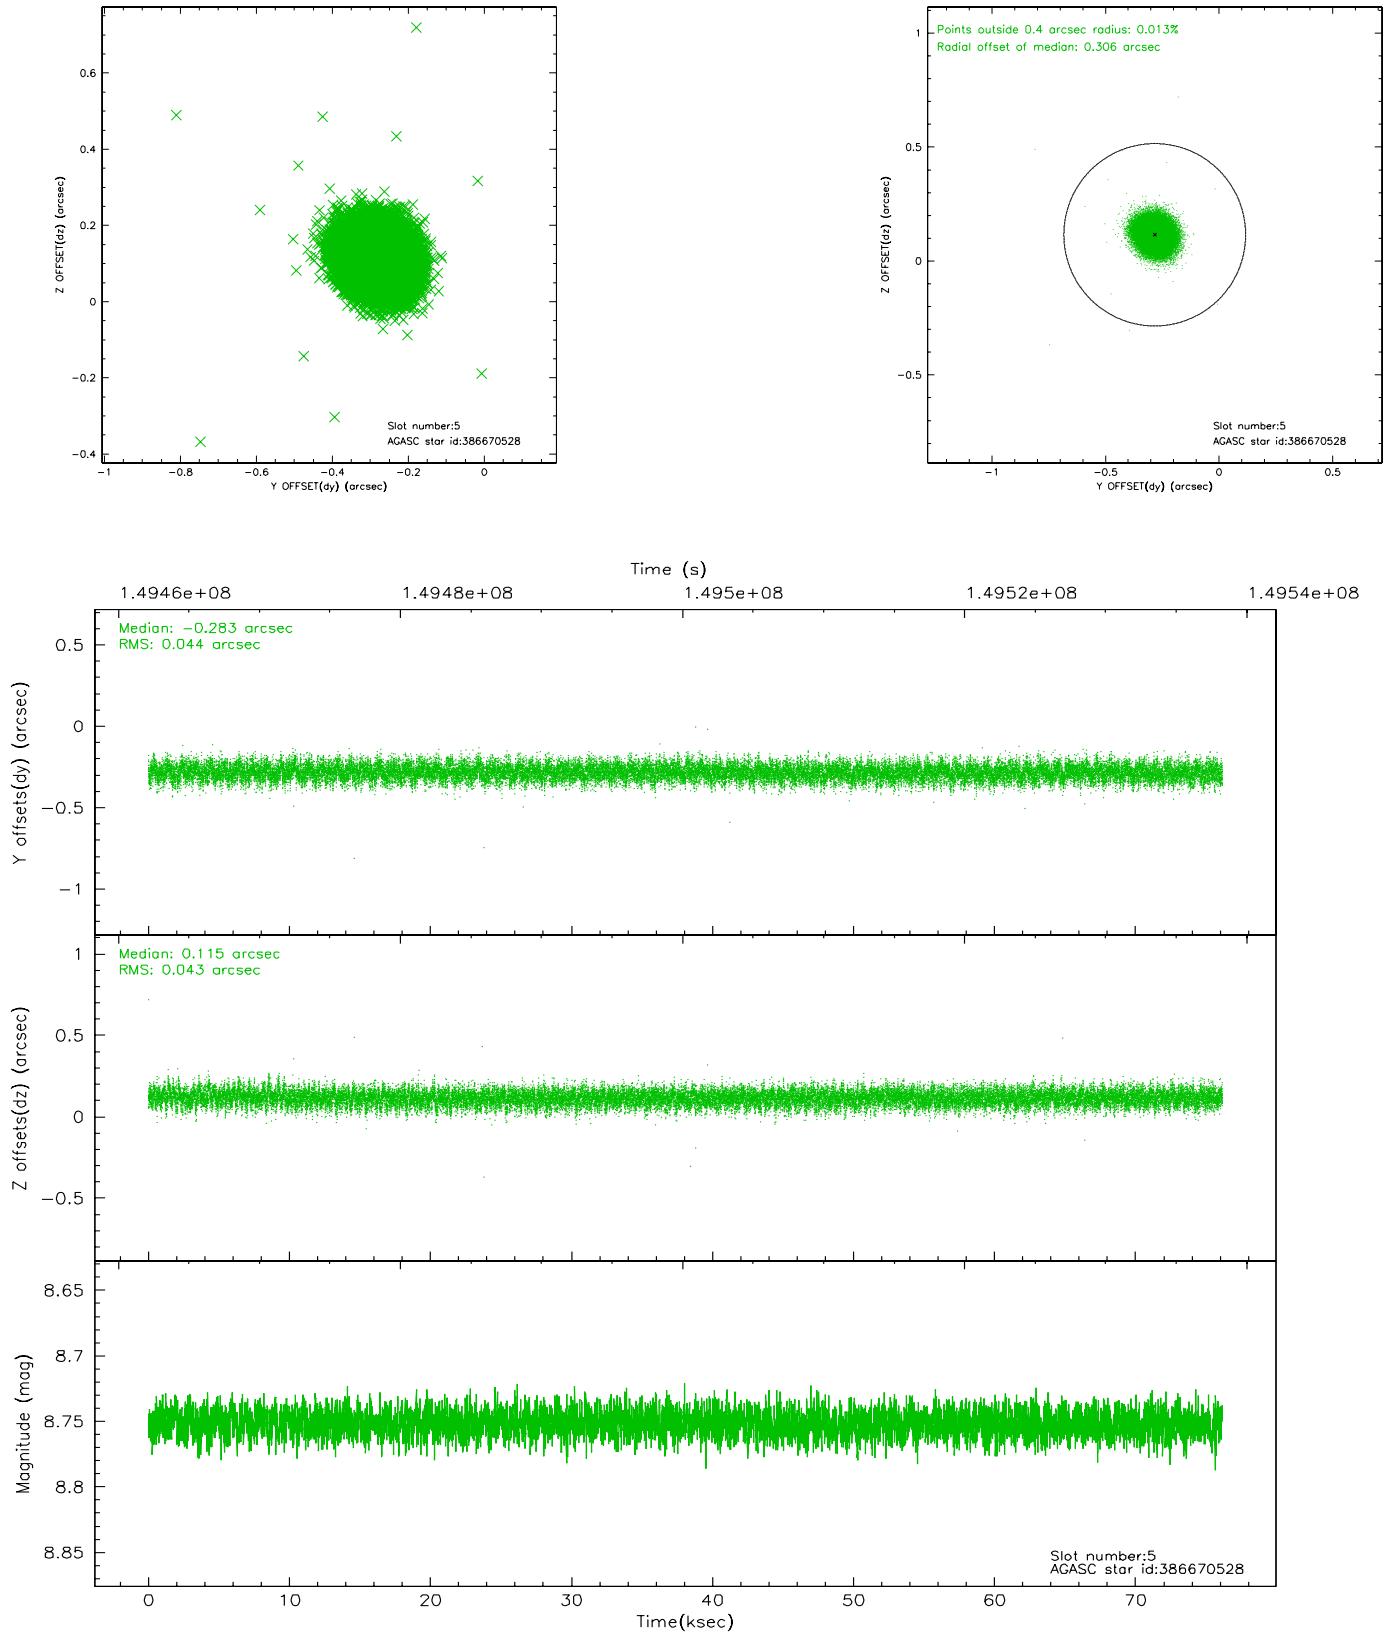 0.6
0.4
0.2
0
−0.2
−0.4
Z OFFSET(dz) (arcsec)
−1
−0.8
−0.6
−0.4
−0.2
0
Y OFFSET(dy) (arcsec)
Slot number:5
AGASC star id:386670528
Points outside 0.4 arcsec radius: 0.013%
Radial offset of median: 0.306 arcsec
1
0.5
0
−0.5
Z OFFSET(dz) (arcsec)
−1
−0.5
0
0.5
Y OFFSET(dy) (arcsec)
Slot number:5
AGASC star id:386670528
Time (s)
1.4946e+08
1.4948e+08
1.495e+08
1.4952e+08
1.4954e+08
Median: −0.283 arcsec
RMS: 0.044 arcsec
0.5
0
−0.5
−1
Y offsets(dy) (arcsec)
Median: 0.115 arcsec
RMS: 0.043 arcsec
1
0.5
0
−0.5
Z offsets(dz) (arcsec)
8.65
8.7
8.75
8.8
8.85
Magnitude (mag)
Slot number:5
AGASC star id:386670528
0
10
20
30
40
50
60
70
Time(ksec)